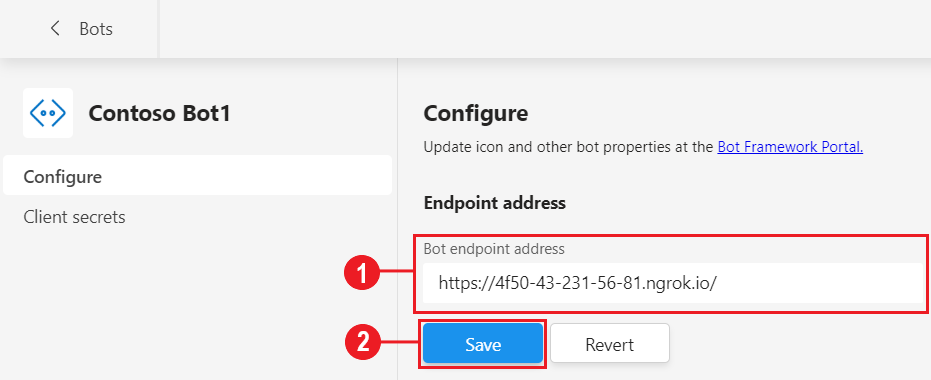 Bots
Contoso Bot1
Configure
Client secrets
Configure
Update icon and other bot properties at the Bot Framework Portal.
Endpoint address
Bot endpoint address
1
https://4f50-43-231-56-81.ngrok.io/
2
Save
Revert